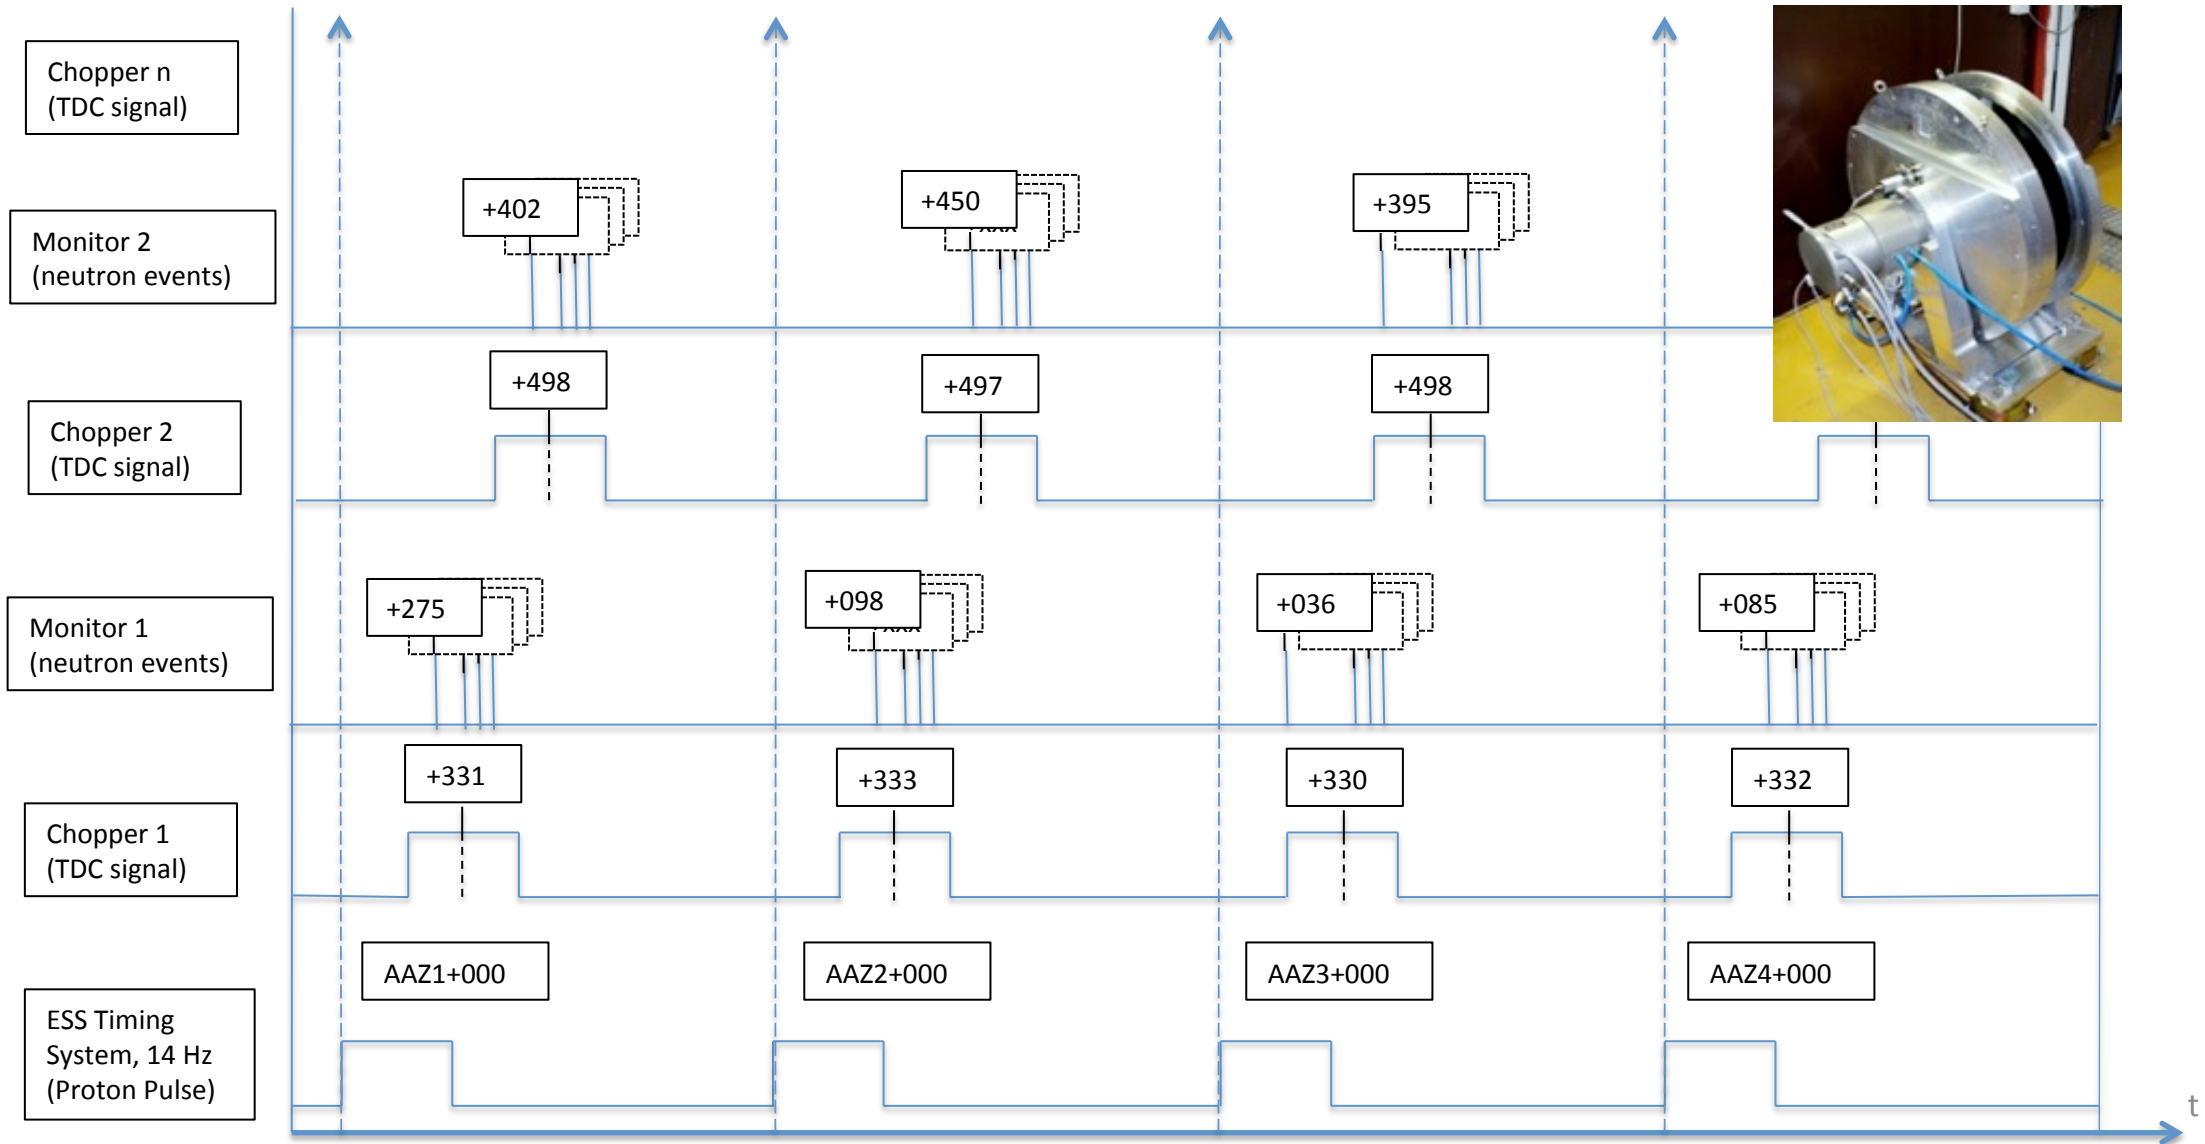 Chopper n
(TDC signal)
+402
+450
+395
Monitor 2
(neutron events)
+498
+497
+498
Chopper 2
(TDC signal)
+275
+098
+036
+085
Monitor 1
(neutron events)
+331
+333
+330
+332
Chopper 1
(TDC signal)
AAZ1+000
AAZ2+000
AAZ3+000
AAZ4+000
ESS Timing
System, 14 Hz
(Proton Pulse)
t